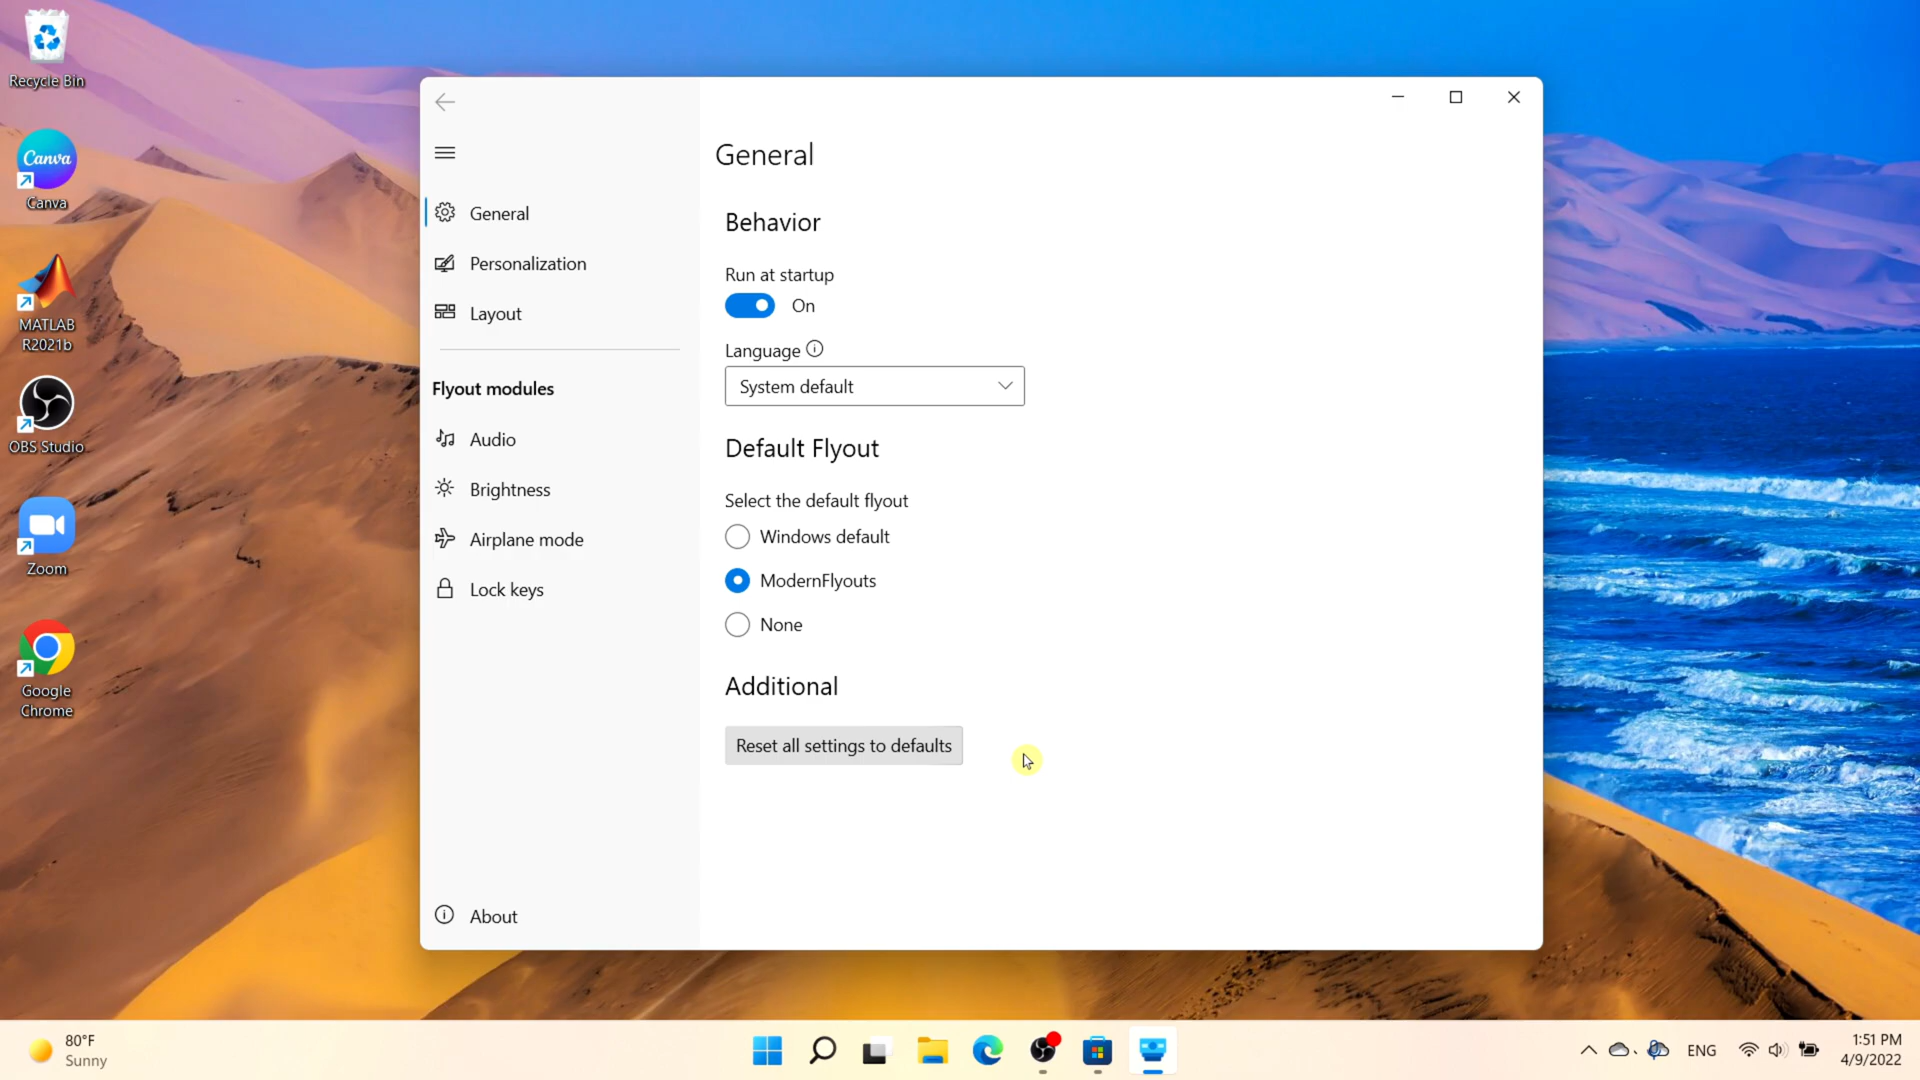 Recycle Bin
Canva
Canva
MATLAB
R2021b
OBS Studio
Zoom
Google
Chrome
General
Personalization
Layout
Flyout modules
Audio
Brightness
Airplane mode
Lock keys
About
General
Behavior
Run at startup
On
Language
System default
Default Flyout
Select the default flyout
Windows default
ModernFlyouts
None
Additional
Reset all settings to defaults
80°F
Sunny
ENG
1:51 PM
4/9/2022